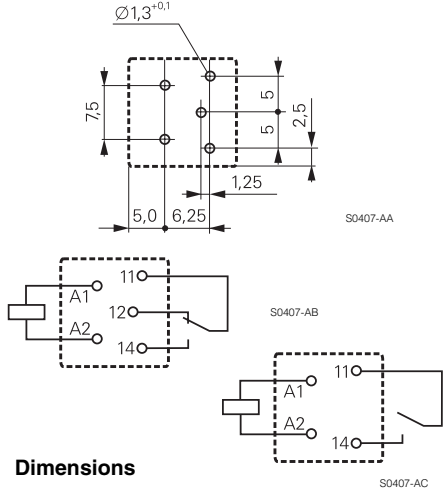 Ø1,3+0,1
7,5
5
5
2,5
1,25
5,0 6,25
S0407-AA
A1
A2
11
12
14
S0407-AB
A1
A2
11
14
Dimensions
S0407-AC